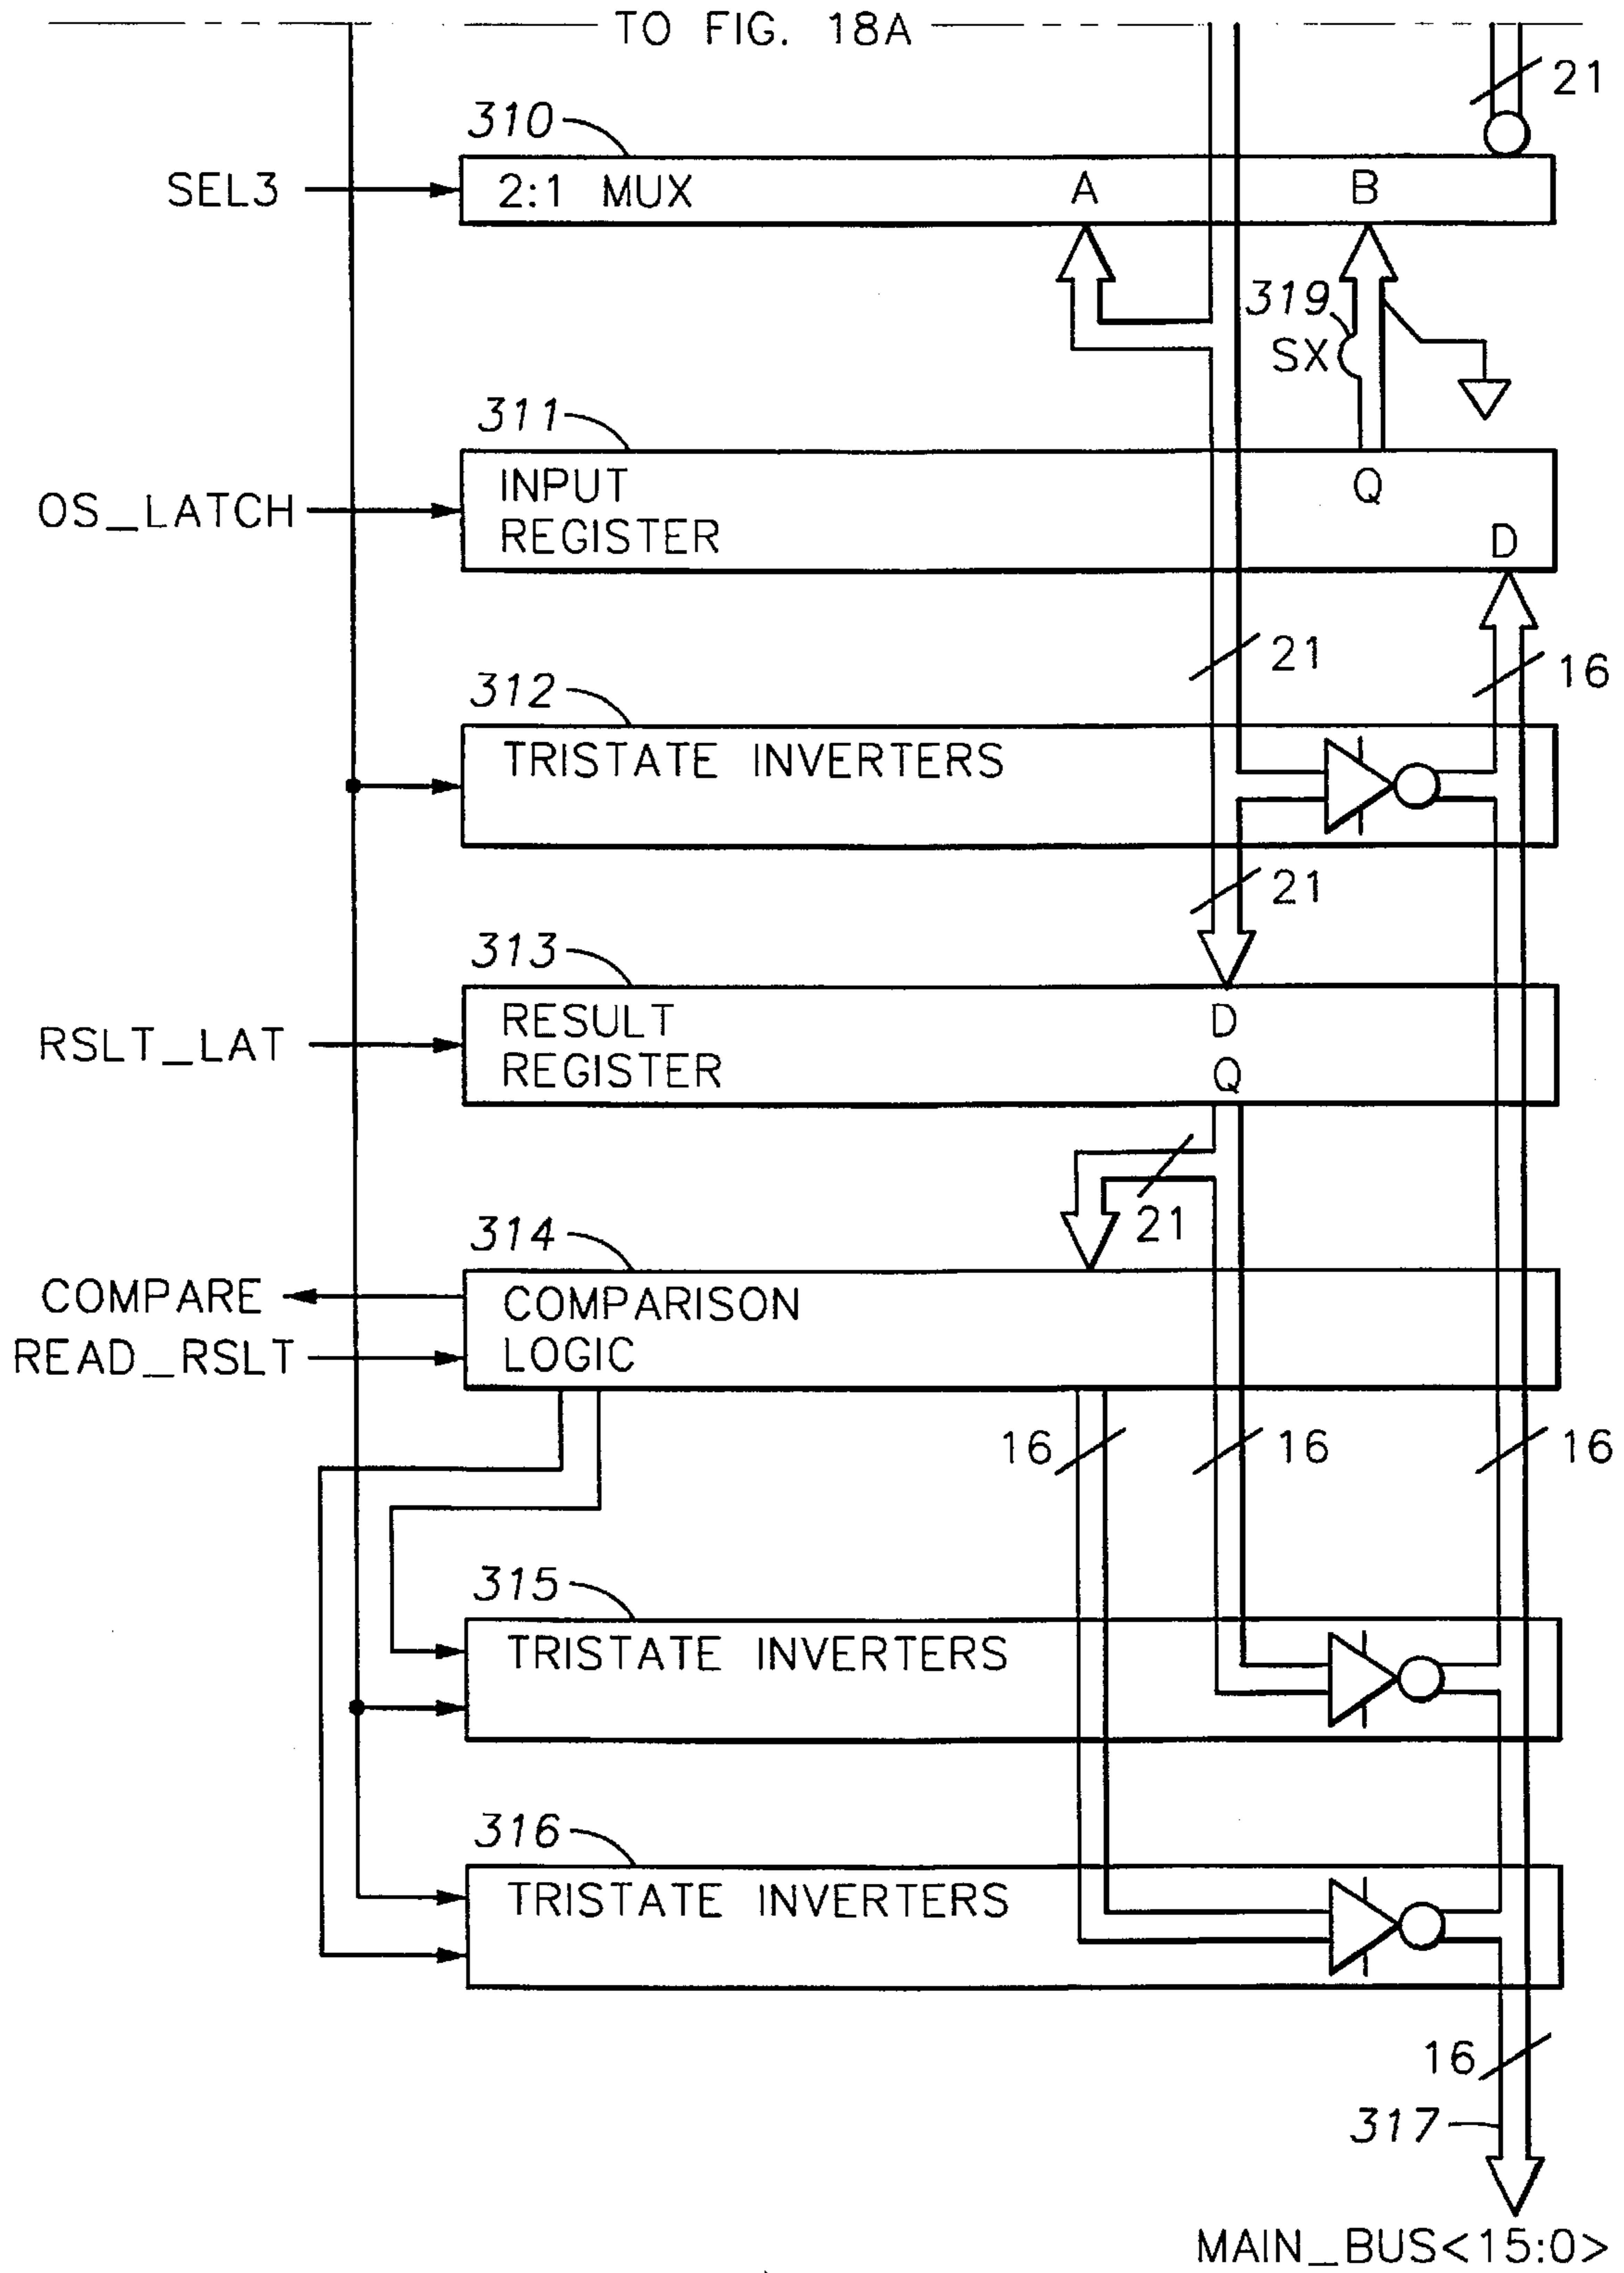 TO FIG. 18A
21
310
SEL3
2:1 MUX A B
319
SX
311
OS_LATCH
INPUT Q
REGISTER D
21
16
312
TRISTATE INVERTERS
21
313
RSLT_LAT
RESULT D
REGISTER Q
21
314
COMPARE
READ_RSLT
COMPARISON
LOGIC
16 16 16
315
TRISTATE INVERTERS
316
TRISTATE INVERTERS
16
317
MAIN_BUS<15:0>